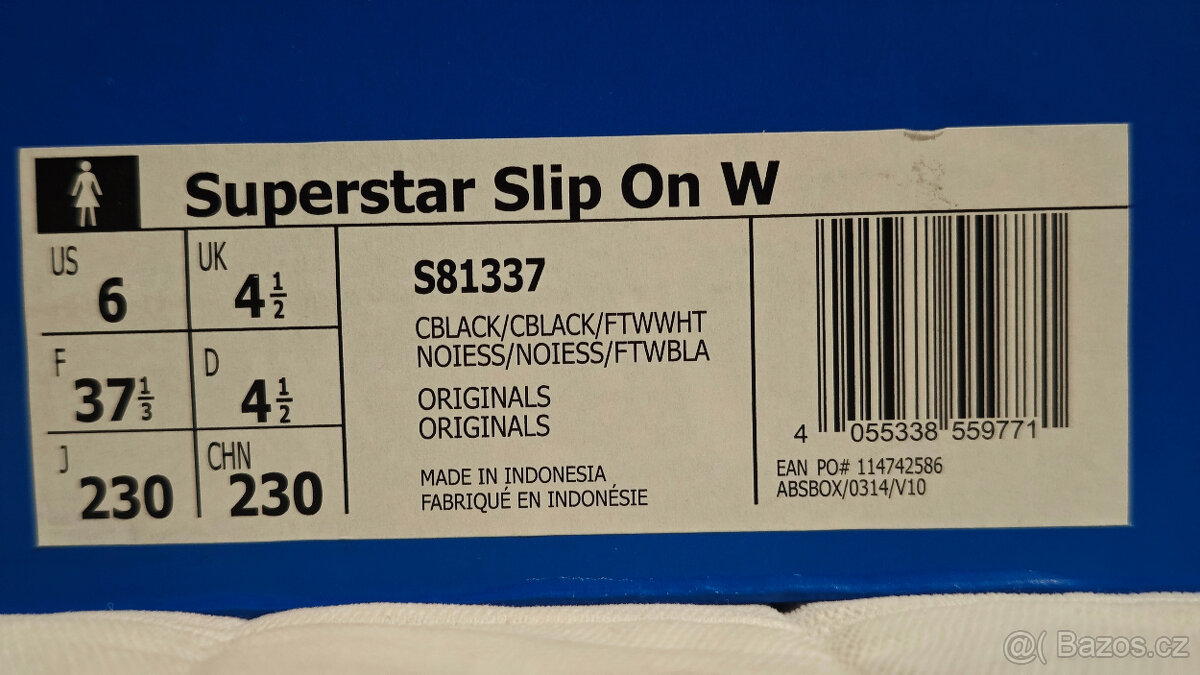 Superstar Slip On W
US 6
UK 4 1/2
F 37 1/3
D 4 1/2
J 230
CHN 230
S81337
CBLACK/CBLACK/FTWWHT
NOIESS/NOIESS/FTWBLA
ORIGINALS
ORIGINALS
MADE IN INDONESIA
FABRIQUÉ EN INDONÉSIE
4 055338 559771
EAN PO# 114742586
ABSBOX/0314/V10
@( Bazos.cz